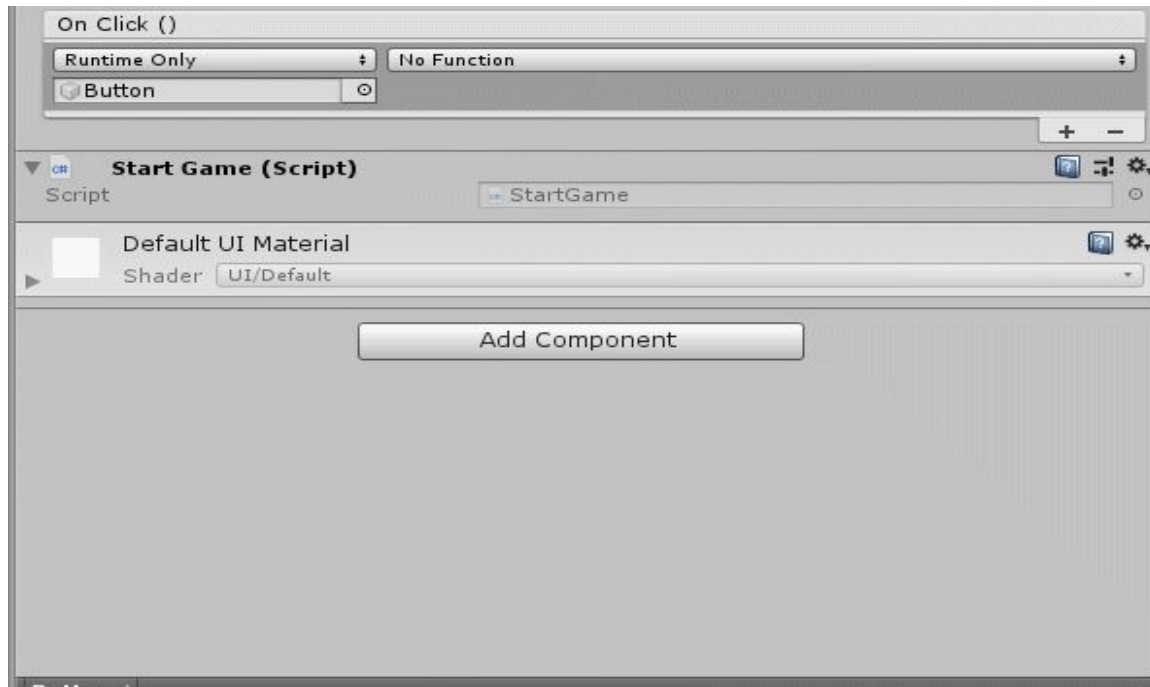 On Click ()
Runtime Only No Function
Button
Start Game (Script)
Script StartGame
Default UI Material
Shader UI/Default
Add Component